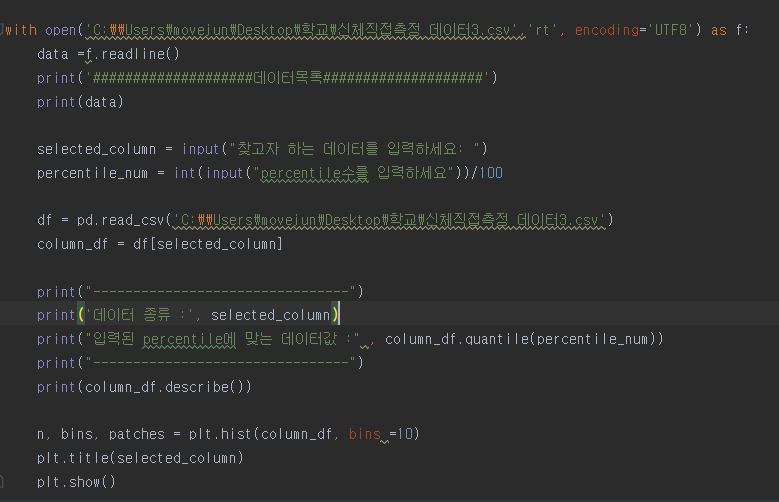 with open('C:₩₩Users₩movejun₩Desktop₩학교₩신체직접측정 데이터3.csv','rt', encoding='UTF8') as f:
data =f.readline()
print('####################데이터목록####################')
print(data)
selected_column = input("찾고자 하는 데이터를 입력하세요: ")
percentile_num = int(input("percentile수를 입력하세요"))/100
df = pd.read_csv('C:₩₩Users₩movejun₩Desktop₩학교₩신체직접측정 데이터3.csv')
column_df = df[selected_column]
print("--------------------------------")
print('데이터 종류 :', selected_column)
print("입력된 percentile에 맞는 데이터값 :" , column_df.quantile(percentile_num))
print("--------------------------------")
print(column_df.describe())
n, bins, patches = plt.hist(column_df, bins =10)
plt.title(selected_column)
plt.show()